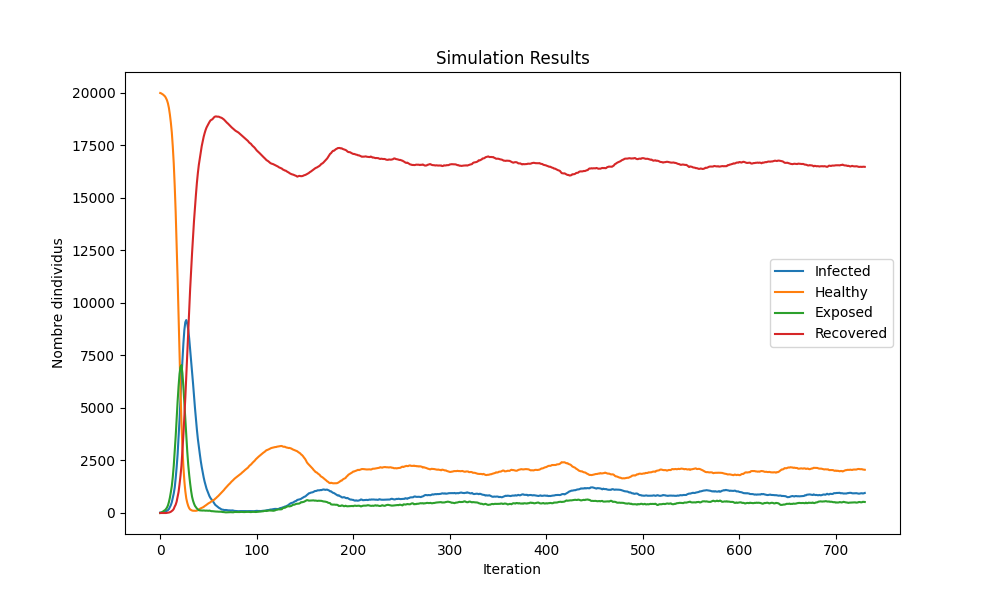 Simulation Results
20000
17500
15000
12500
10000
7500
5000
2500
0
Nombre dindividus
Infected
Healthy
Exposed
Recovered
0 100 200 300 400 500 600 700
Iteration